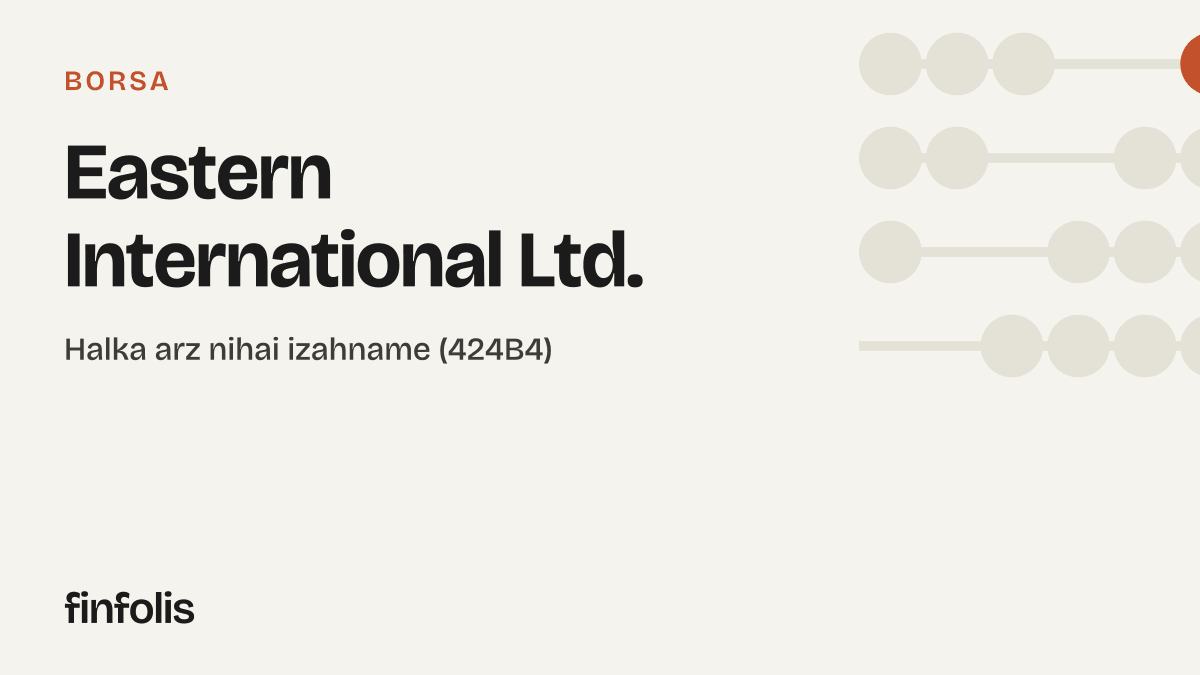 BORSA
Eastern
International Ltd.
Halka arz nihai izahname (424B4)
finfolis